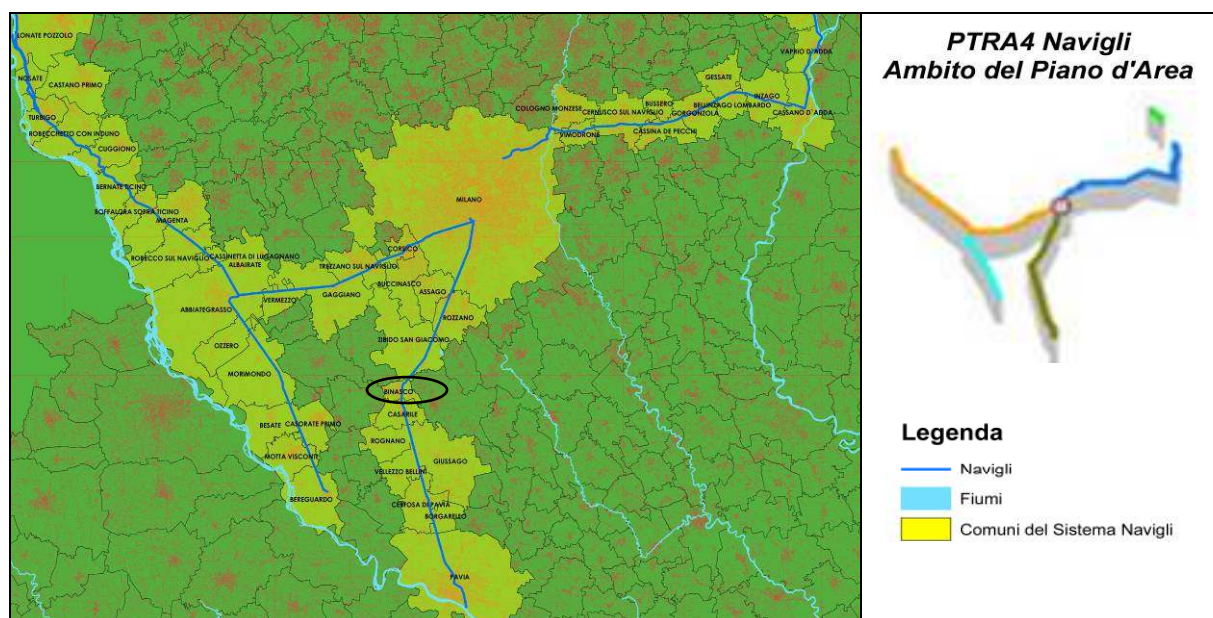 LONATE POZZOLO
NOSATE
CASTANO PRIMO
TURBIGO
ROBECCHETTO CON INDUNO
CUGGIONO
BERNATE TICINO
BOFFALORA SOPRA TICINO
MAGENTA
ROBECCO SUL NAVIGLIO
CASSINETTA DI LUGAGNANO
ALBAIRATE
ABBIATEGRASSO
VERMEZZO
GAGGIANO
TREZZANO SUL NAVIGLIO
CORSICO
BUCCINASCO
ASSAGO
ROZZANO
ZIBIDO SAN GIACOMO
MILANO
OZZERO
MORIMONDO
BESATE
CASORATE PRIMO
MOTTA VISCONTI
BEREGUARDO
BINASCO
CASARILE
ROGNANO
GIUSSAGO
VELLEZZO BELLINI
CERTOSA DI PAVIA
BORGARELLO
PAVIA
COLOGNO MONZESE
VIMODRONE
CERNUSCO SUL NAVIGLIO
CASSINA DE PECCHI
BUSSERO
GORGONZOLA
GESSATE
BELLINZAGO LOMBARDO
INZAGO
CASSANO D'ADDA
VAPRIO D'ADDA
PTRA4 Navigli
Ambito del Piano d'Area
Legenda
Navigli
Fiumi
Comuni del Sistema Navigli